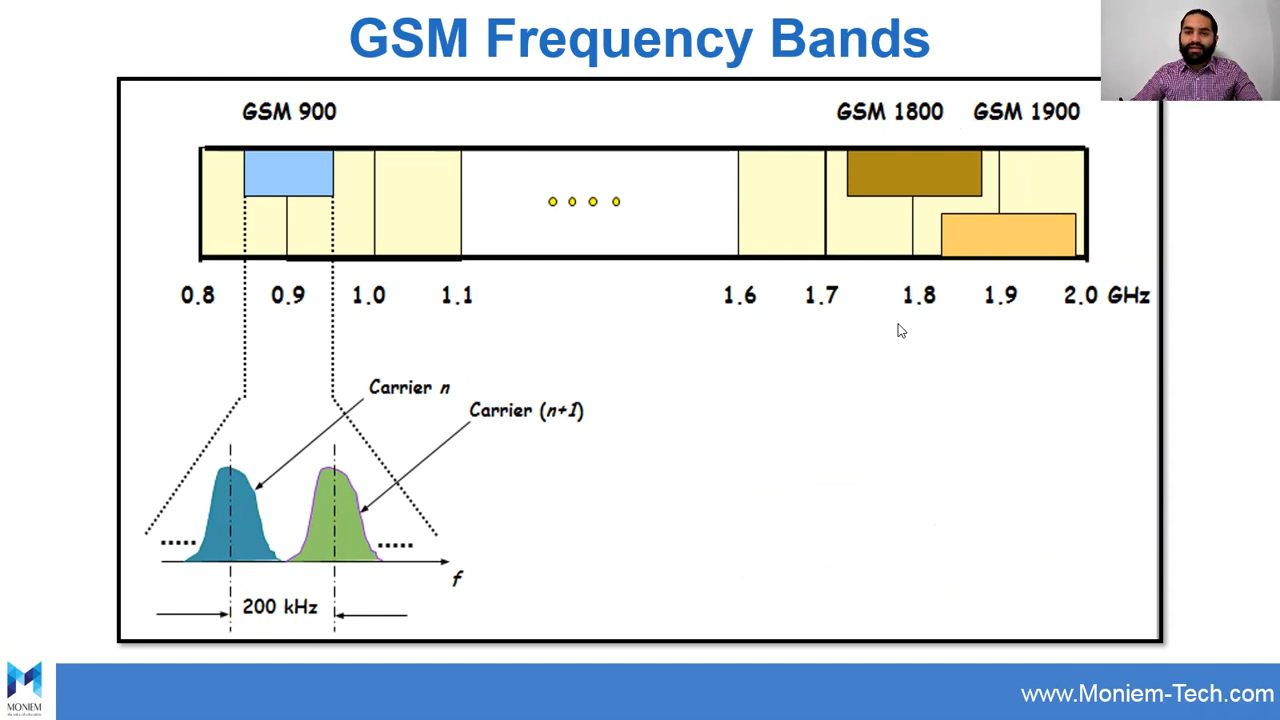 GSM Frequency Bands
GSM 900
GSM 1800
GSM 1900
0.8
0.9
1.0
1.1
1.6
1.7
1.8
1.9
2.0 GHz
Carrier n
Carrier (n+1)
f
200 kHz
MONIEM
www.Moniem-Tech.com